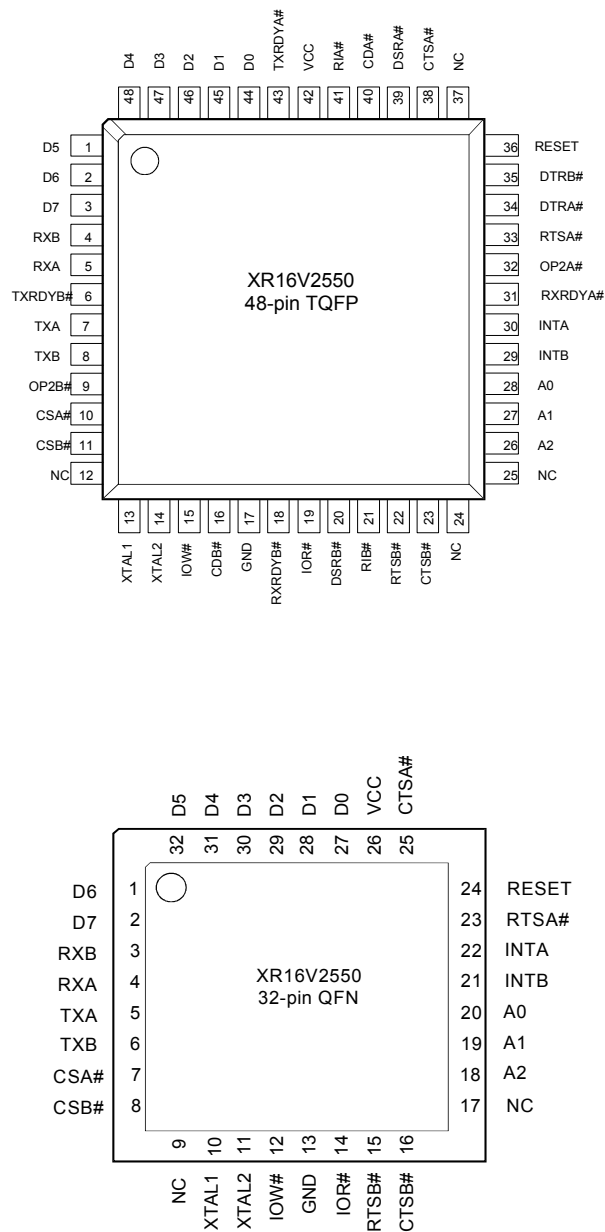 D4 D3 D2 D1 D0 TXRDYA# VCC RIA# CDA# DSRA# CTSA# NC
48 47 46 45 44 43 42 41 40 39 38 37
D5 1 36 RESET
D6 2 35 DTRB#
D7 3 34 DTRA#
RXB 4 33 RTSA#
RXA 5 32 OP2A#
TXRDYB# 6 31 RXRDYA#
TXA 7 30 INTA
TXB 8 29 INTB
OP2B# 9 28 A0
CSA# 10 27 A1
CSB# 11 26 A2
NC 12 25 NC
XR16V2550
48-pin TQFP
13 14 15 16 17 18 19 20 21 22 23 24
XTAL1 XTAL2 IOW# CDB# GND RXRDYB# IOR# DSRB# RIB# RTSB# CTSB# NC
D5 D4 D3 D2 D1 D0 VCC CTSA#
32 31 30 29 28 27 26 25
D6 1 24 RESET
D7 2 23 RTSA#
RXB 3 22 INTA
RXA 4 21 INTB
TXA 5 20 A0
TXB 6 19 A1
CSA# 7 18 A2
CSB# 8 17 NC
XR16V2550
32-pin QFN
9 10 11 12 13 14 15 16
NC XTAL1 XTAL2 IOW# GND IOR# RTSB# CTSB#